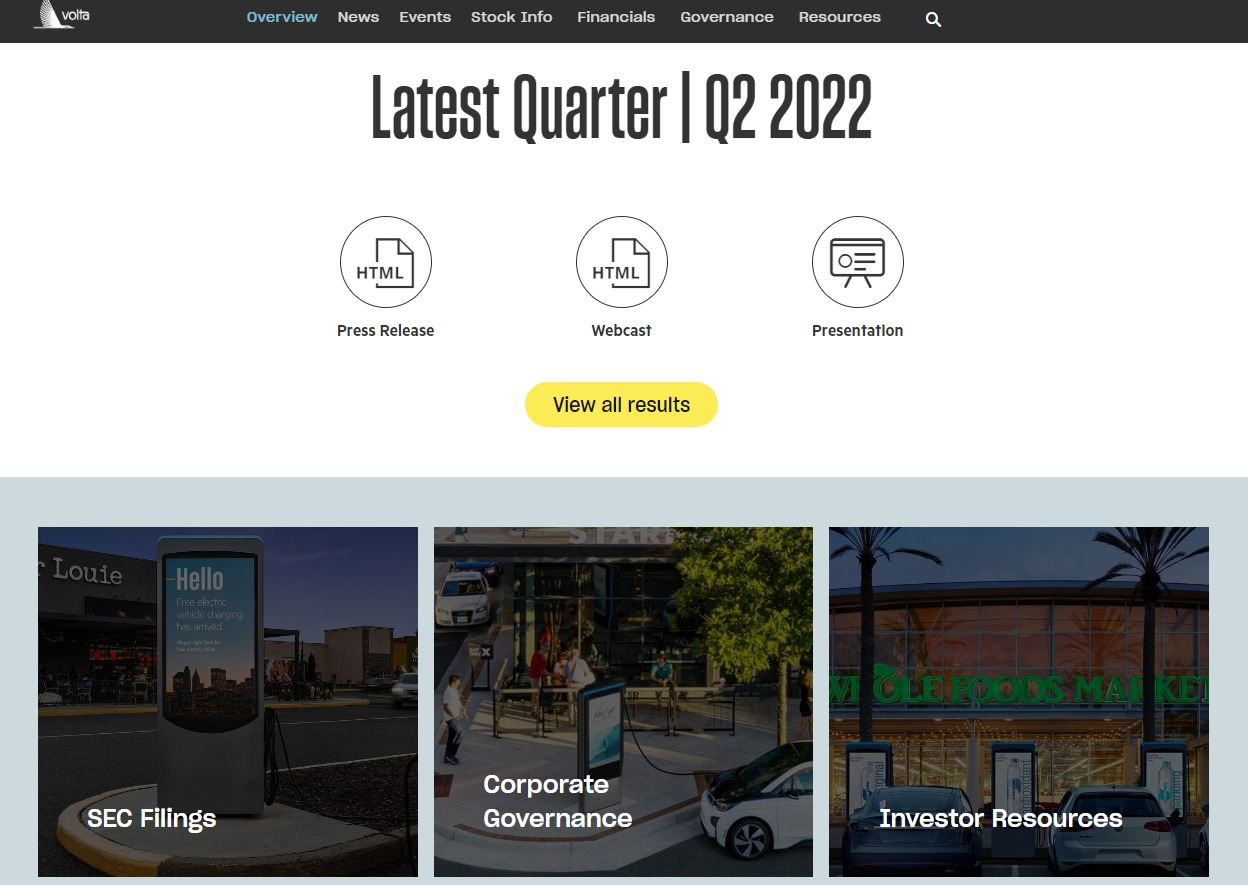 volta
Overview News Events Stock Info Financials Governance Resources
Latest Quarter | Q2 2022
HTML
HTML
Press Release
Webcast
Presentation
View all results
r Louie
Hello
Free electric
vehicle charging
has arrived
SEC Filings
STAR
Corporate
Governance
WHOLE FOODS MARKET
Investor Resources